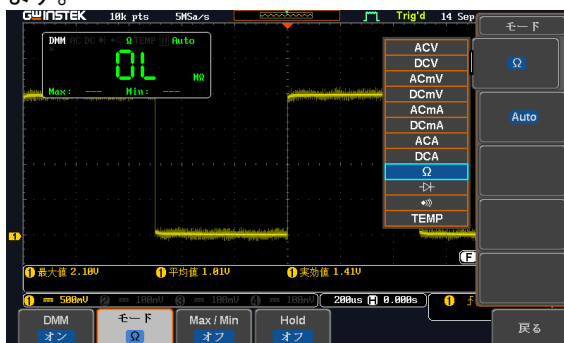 す。
GWINSTEK 10k pts 5MSa/s Trig'd 14 Sep
DMM AC DC Ω TEMP H Auto
OL MΩ
Max: --- Min: ---
ACV
DCV
ACmV
DCmV
ACmA
DCmA
ACA
DCA
Ω
TEMP
モード
Ω
Auto
1
F
1 最大値 2.10V 1 平均値 1.01V 1 実効値 1.41V
1 500mV 2 100mV 3 100mV 4 100mV 200us H 0.000s 1
DMM
オン
モード
Ω
Max / Min
オフ
Hold
オフ
戻る